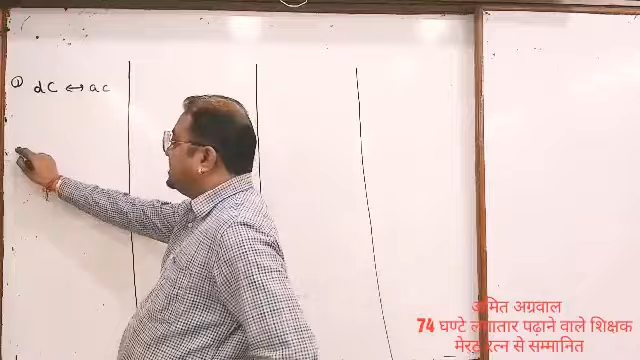 ① dC ↔ ac
अमित अग्रवाल
74 घण्टे लगातार पढ़ाने वाले शिक्षक
मेरठ रत्न से सम्मानित